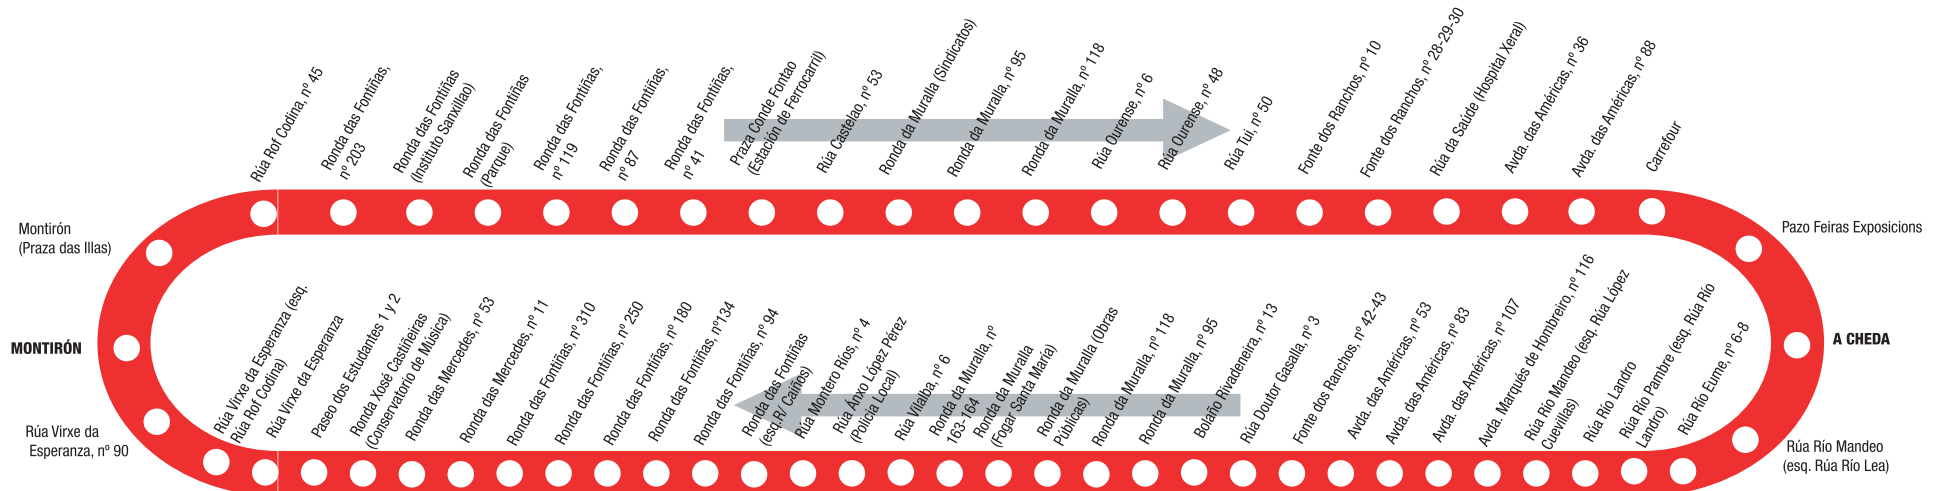 Rúa Rof Codina, nº 45
Ronda das Fontiñas,
nº 203
Ronda das Fontiñas
(Instituto Sanxillao)
Ronda das Fontiñas
(Parque)
Ronda das Fontiñas,
nº 119
Ronda das Fontiñas,
nº 87
Ronda das Fontiñas,
nº 41
Praza Conde Fontao
(Estación de Ferrocarril)
Rúa Castelao, nº 53
Ronda da Muralla (Sindicatos)
Ronda da Muralla, nº 95
Ronda da Muralla, nº 118
Rúa Ourense, nº 6
Rúa Ourense, nº 48
Rúa Tui, nº 50
Fonte dos Ranchos, nº 10
Fonte dos Ranchos, nº 28-29-30
Rúa da Saúde (Hospital Xeral)
Avda. das Américas, nº 36
Avda. das Américas, nº 88
Carrefour
Pazo Feiras Exposicions
A CHEDA
Rúa Río Mandeo
(esq. Rúa Río Lea)
Montirón
(Praza das Illas)
MONTIRÓN
Rúa Virxe da
Esperanza, nº 90
Rúa Virxe da Esperanza (esq.
Rúa Rof Codina)
Rúa Virxe da Esperanza
Paseo dos Estudantes 1 y 2
Ronda Xosé Castiñeiras
(Conservatorio de Música)
Ronda das Mercedes, nº 53
Ronda das Mercedes, nº 11
Ronda das Fontiñas, nº 310
Ronda das Fontiñas, nº 250
Ronda das Fontiñas, nº 180
Ronda das Fontiñas, nº134
Ronda das Fontiñas, nº 94
Ronda das Fontiñas
(esq.R/ Caiños)
Rúa Montero Ríos, nº 4
Rúa Ánxo López Pérez
(Policía Local)
Rúa Vilalba, nº 6
Ronda da Muralla, nº
163-164
Ronda da Muralla
(Fogar Santa María)
Ronda da Muralla (Obras
Públicas)
Ronda da Muralla, nº 118
Ronda da Muralla, nº 95
Bolaño Rivadeneira, nº 13
Rúa Doutor Gasalla, nº 3
Fonte dos Ranchos, nº 42-43
Avda. das Américas, nº 53
Avda. das Américas, nº 83
Avda. das Américas, nº 107
Avda. Marqués de Hombreiro, nº 116
Rúa Río Mandeo (esq. Rúa López
Cuevillas)
Rúa Río Landro
Rúa Río Pambre (esq. Rúa Río
Landro)
Rúa Río Eume, nº 6-8